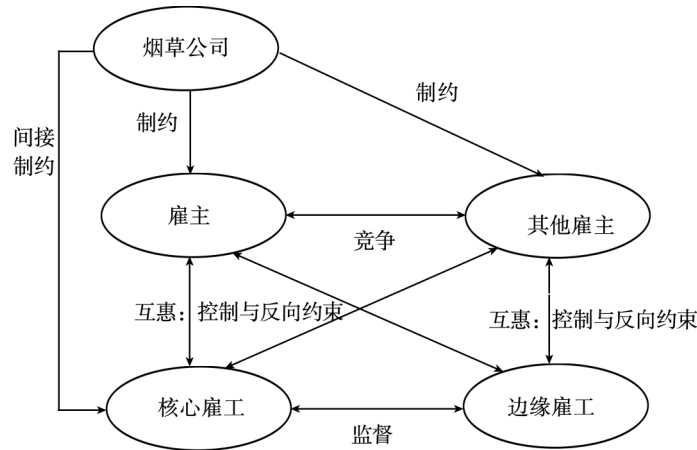 烟草公司
制约
间接
制约
制约
雇主
其他雇主
竞争
互惠：控制与反向约束
互惠：控制与反向约束
核心雇工
边缘雇工
监督